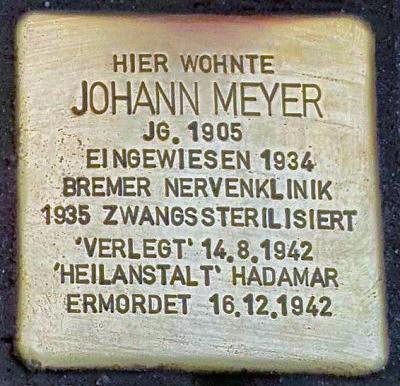 HIER WOHNTE
JOHANN MEYER
JG. 1905
EINGEWIESEN 1934
BREMER NERVENKLINIK
1935 ZWANGSSTERILISIERT
'VERLEGT' 14.8.1942
'HEILANSTALT' HADAMAR
ERMORDET 16.12.1942